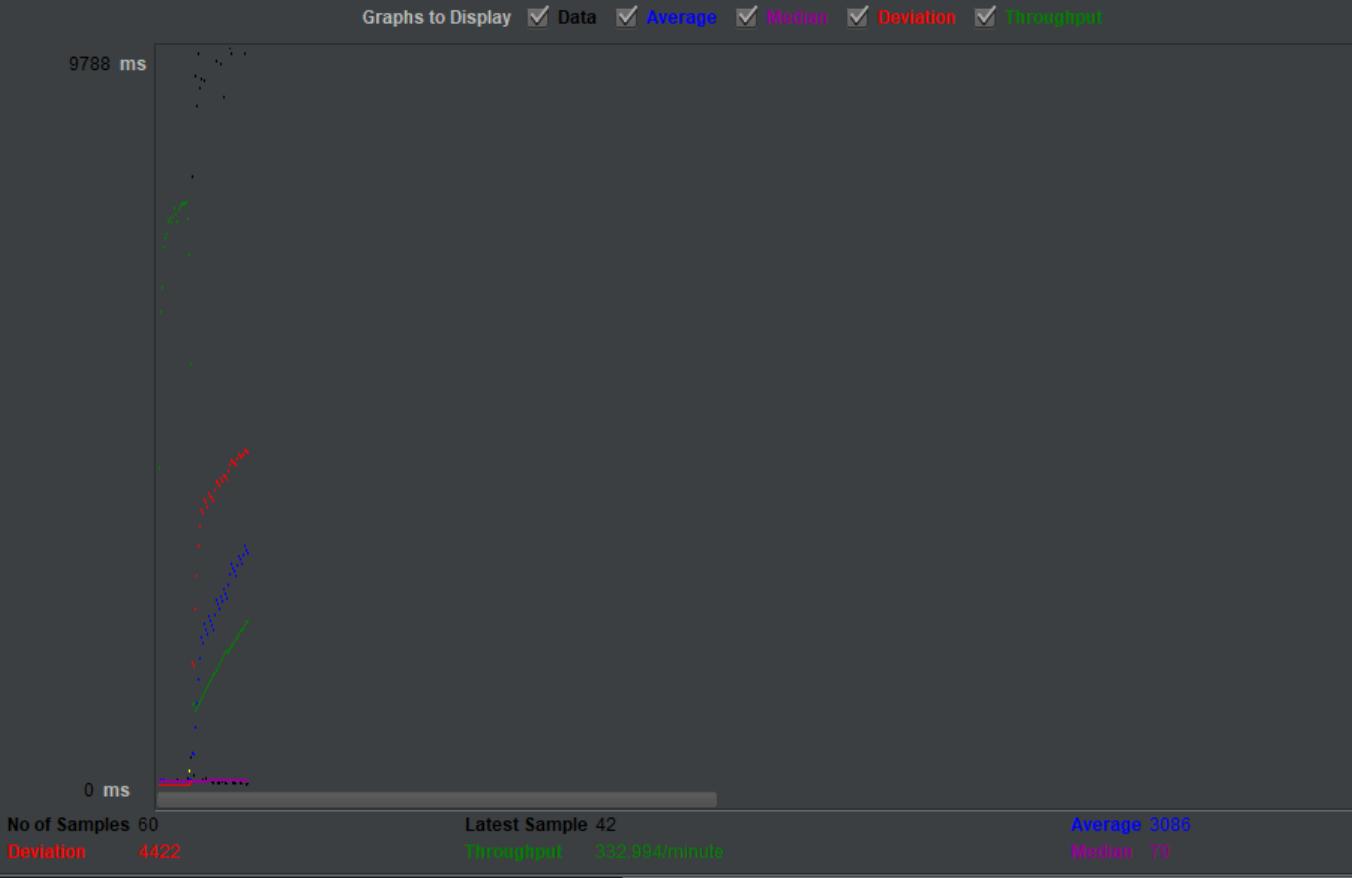 Graphs to Display Data Average Median Deviation Throughput
9788 ms
0 ms
No of Samples 60 Latest Sample 42 Average 3086
Deviation 4422 Throughput 332.994/minute Median 79